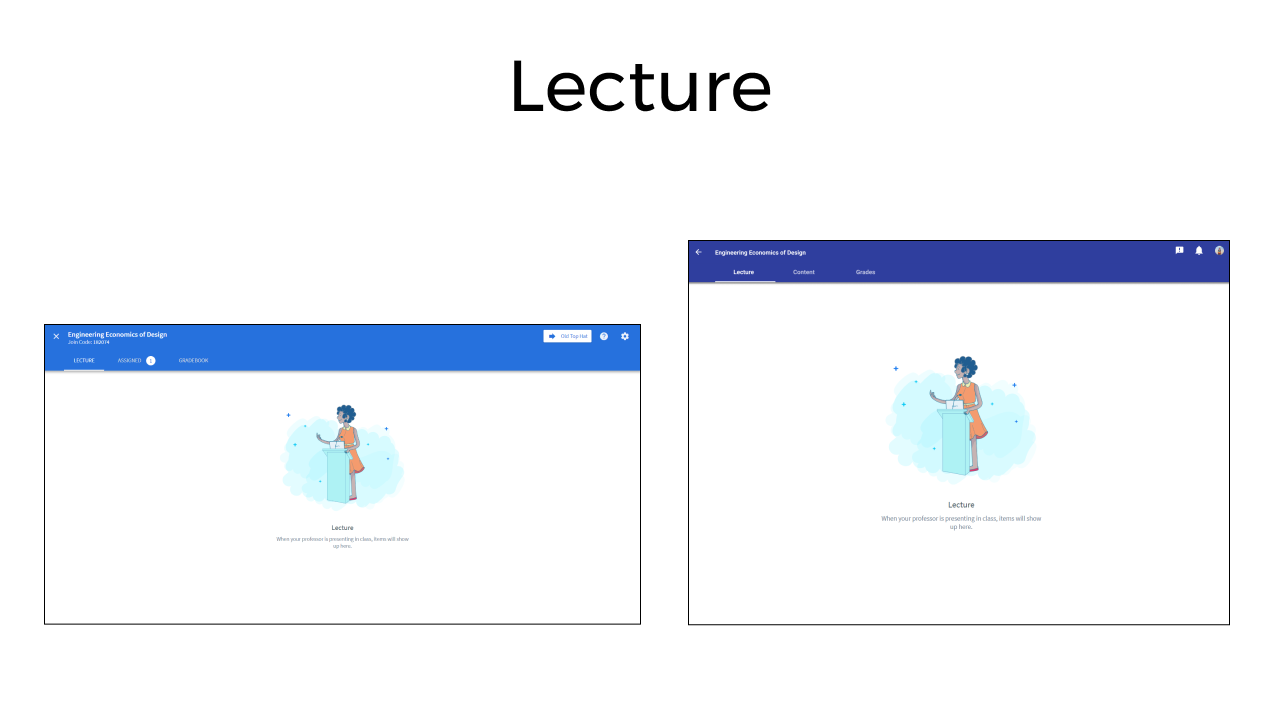 Lecture
Engineering Economics of Design
Join Code: 192074
Old Top Hat
LECTURE
ASSIGNED 1
GRADEBOOK
Lecture
When your professor is presenting in class, items will show
up here.
Engineering Economics of Design
Lecture
Content
Grades
Lecture
When your professor is presenting in class, items will show
up here.